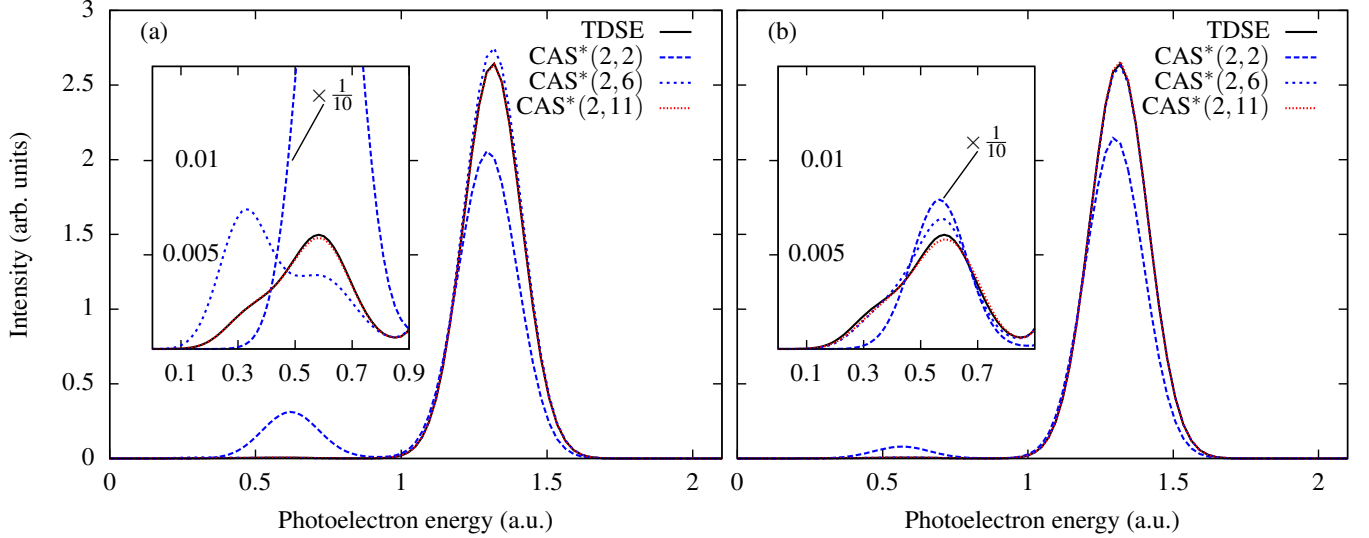 (a)
TDSE
CAS*(2, 2)
CAS*(2, 6)
CAS*(2, 11)
× 1/10
0.01
0.005
0.1 0.3 0.5 0.7 0.9
3
2.5
2
1.5
1
0.5
0
0 0.5 1 1.5 2
Intensity (arb. units)
Photoelectron energy (a.u.)
(b)
TDSE
CAS*(2, 2)
CAS*(2, 6)
CAS*(2, 11)
× 1/10
0.01
0.005
0.1 0.3 0.5 0.7
0 0.5 1 1.5 2
Photoelectron energy (a.u.)